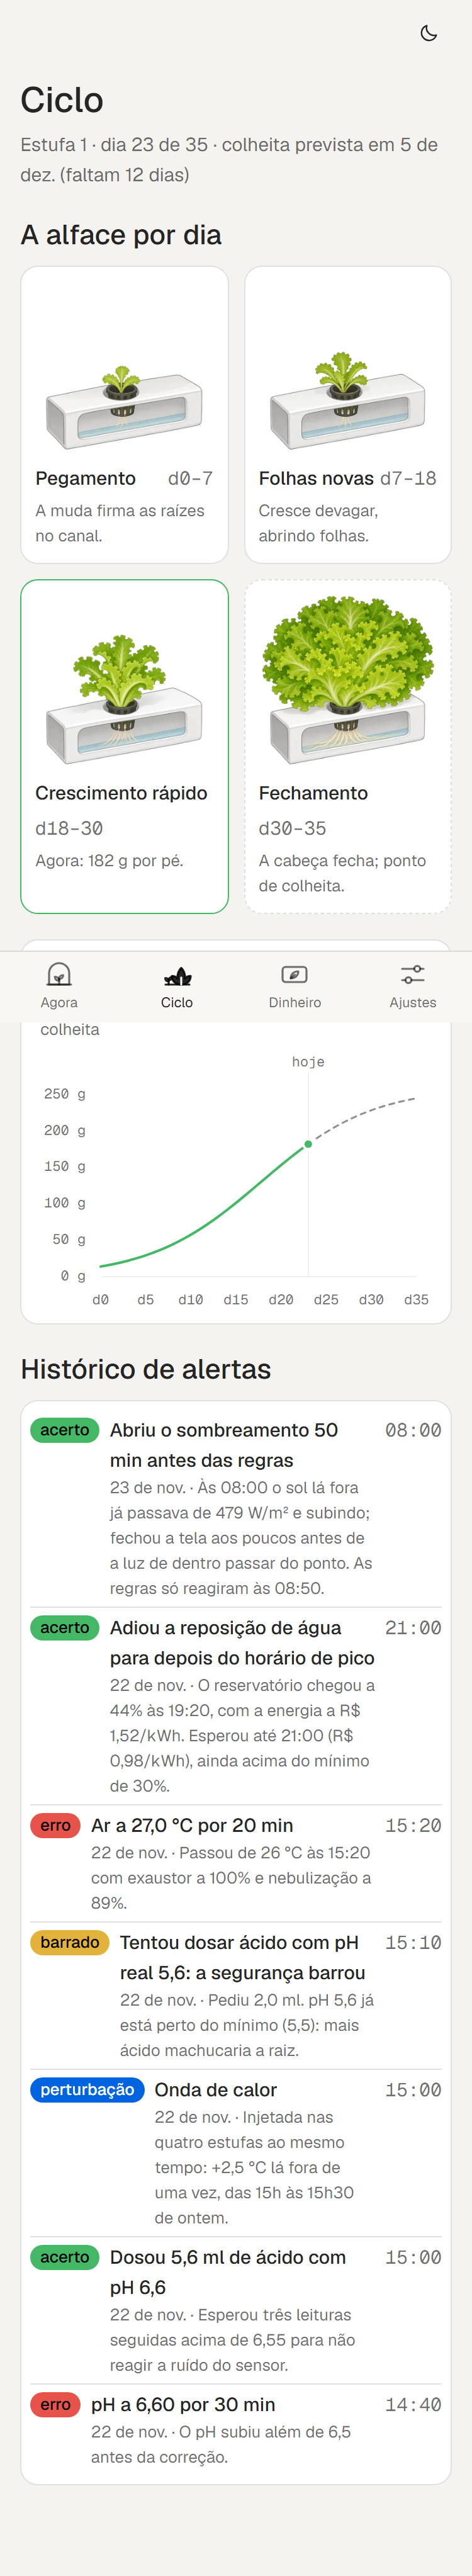 Ciclo
Estufa 1 · dia 23 de 35 · colheita prevista em 5 de
dez. (faltam 12 dias)
A alface por dia
Pegamento d0–7
A muda firma as raízes
no canal.
Folhas novas d7–18
Cresce devagar,
abrindo folhas.
Crescimento rápido
d18–30
Agora: 182 g por pé.
Fechamento
d30–35
A cabeça fecha; ponto
de colheita.
Agora
Ciclo
Dinheiro
Ajustes
colheita
hoje
250 g
200 g
150 g
100 g
50 g
0 g
d0 d5 d10 d15 d20 d25 d30 d35
Histórico de alertas
acerto Abriu o sombreamento 50 08:00
min antes das regras
23 de nov. · Às 08:00 o sol lá fora
já passava de 479 W/m² e subindo;
fechou a tela aos poucos antes de
a luz de dentro passar do ponto. As
regras só reagiram às 08:50.
acerto Adiou a reposição de água 21:00
para depois do horário de pico
22 de nov. · O reservatório chegou a
44% às 19:20, com a energia a R$
1,52/kWh. Esperou até 21:00 (R$
0,98/kWh), ainda acima do mínimo
de 30%.
erro Ar a 27,0 °C por 20 min 15:20
22 de nov. · Passou de 26 °C às 15:20
com exaustor a 100% e nebulização a
89%.
barrado Tentou dosar ácido com pH 15:10
real 5,6: a segurança barrou
22 de nov. · Pediu 2,0 ml. pH 5,6 já
está perto do mínimo (5,5): mais
ácido machucaria a raiz.
perturbação Onda de calor 15:00
22 de nov. · Injetada nas
quatro estufas ao mesmo
tempo: +2,5 °C lá fora de
uma vez, das 15h às 15h30
de ontem.
acerto Dosou 5,6 ml de ácido com 15:00
pH 6,6
22 de nov. · Esperou três leituras
seguidas acima de 6,55 para não
reagir a ruído do sensor.
erro pH a 6,60 por 30 min 14:40
22 de nov. · O pH subiu além de 6,5
antes da correção.